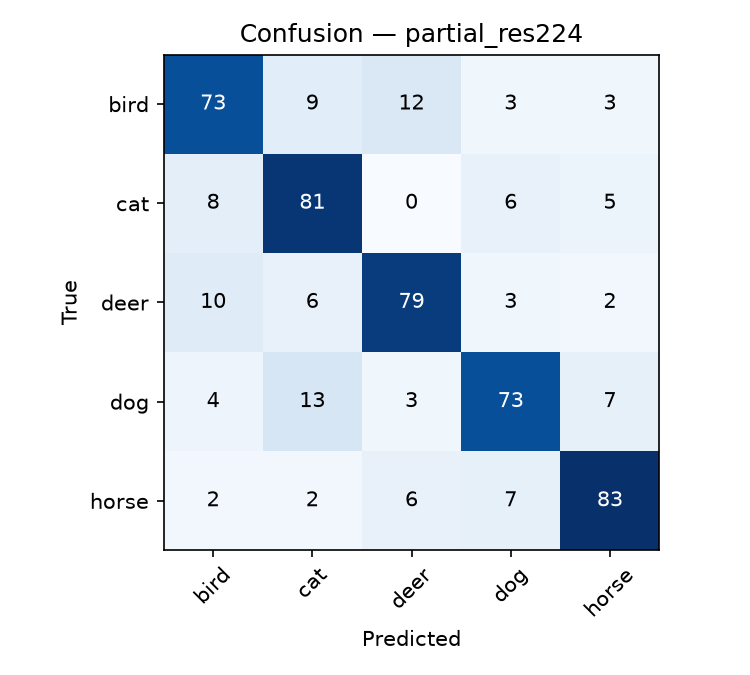 Confusion — partial_res224
bird 73 9 12 3 3
cat 8 81 0 6 5
True
deer 10 6 79 3 2
dog 4 13 3 73 7
horse 2 2 6 7 83
bird cat deer dog horse
Predicted